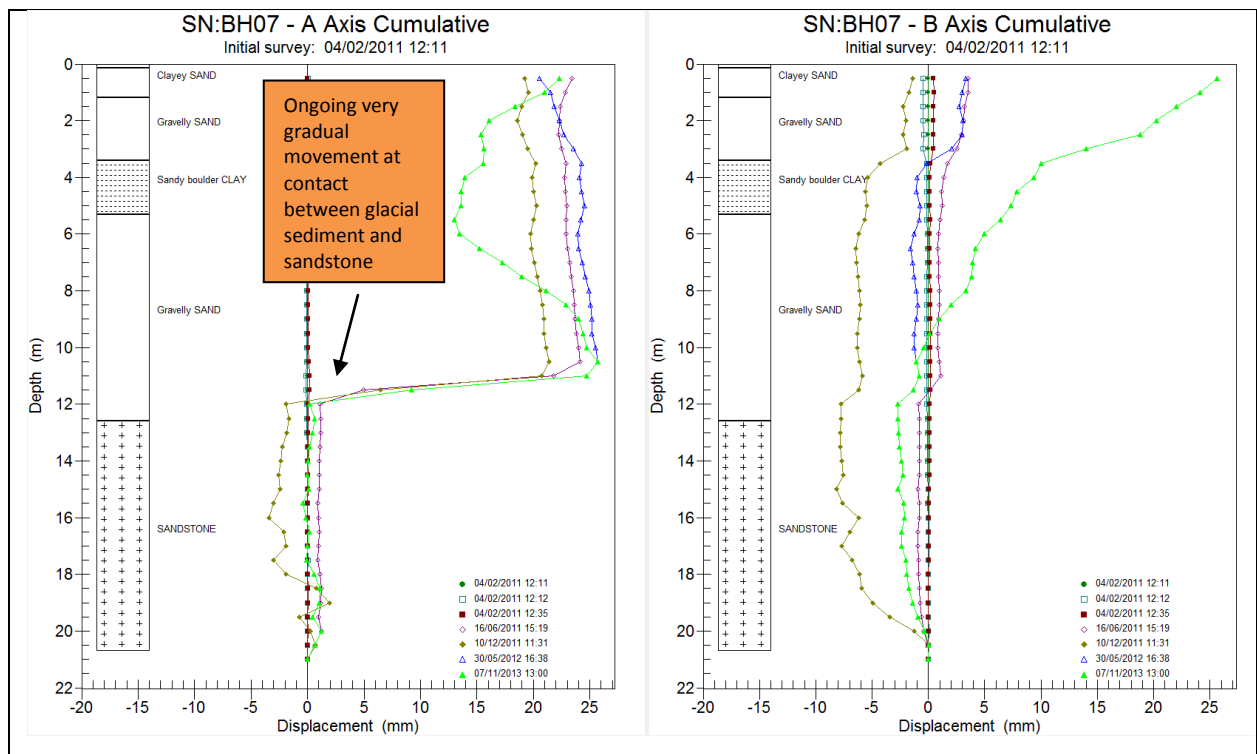 SN:BH07 - A Axis Cumulative
Initial survey: 04/02/2011 12:11
0
2
4
6
8
10
12
14
16
18
20
22
Depth (m)
Clayey SAND
Gravelly SAND
Sandy boulder CLAY
Gravelly SAND
SANDSTONE
Ongoing very
gradual
movement at
contact
between glacial
sediment and
sandstone
04/02/2011 12:11
04/02/2011 12:12
04/02/2011 12:35
16/06/2011 15:19
10/12/2011 11:31
30/05/2012 16:38
07/11/2013 13:00
-20 -15 -10 -5 0 5 10 15 20 25
Displacement (mm)
SN:BH07 - B Axis Cumulative
Initial survey: 04/02/2011 12:11
0
2
4
6
8
10
12
14
16
18
20
22
Depth (m)
Clayey SAND
Gravelly SAND
Sandy boulder CLAY
Gravelly SAND
SANDSTONE
04/02/2011 12:11
04/02/2011 12:12
04/02/2011 12:35
16/06/2011 15:19
10/12/2011 11:31
30/05/2012 16:38
07/11/2013 13:00
-20 -15 -10 -5 0 5 10 15 20 25
Displacement (mm)